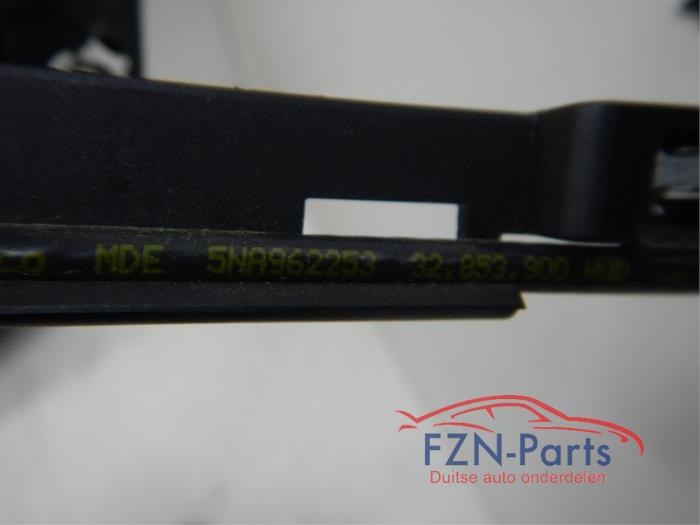 MDE 5NA962253 32.853.900
FZN-Parts
Duitse auto onderdelen